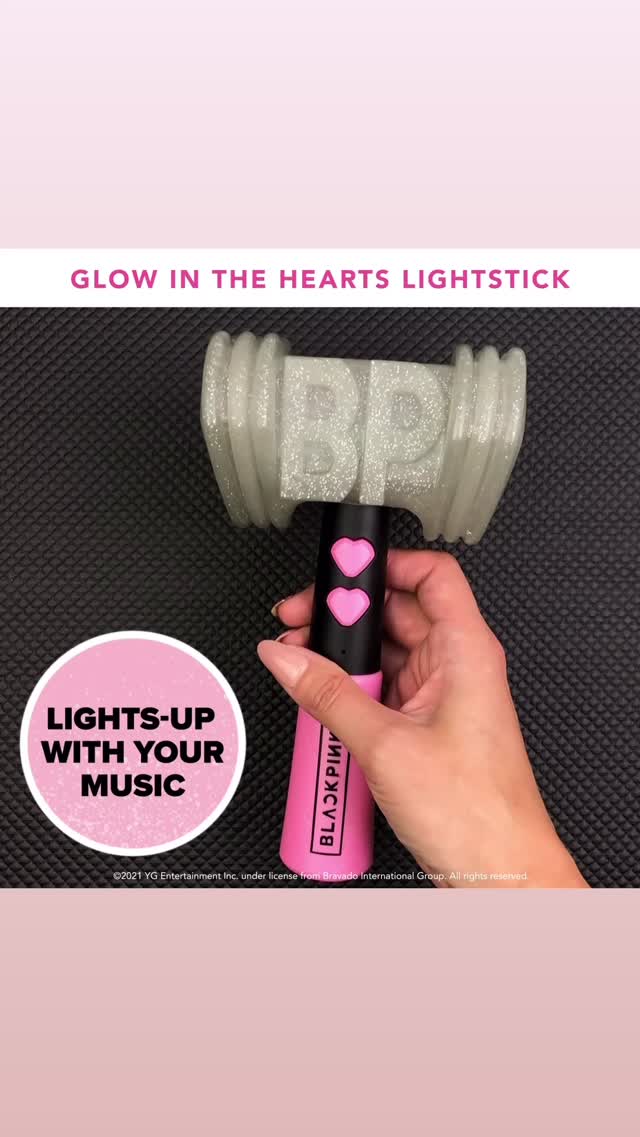 GLOW IN THE HEARTS LIGHTSTICK
BP
LIGHTS-UP
WITH YOUR
MUSIC
BLACKPINK
©2021 YG Entertainment Inc. under license from Bravado International Group. All rights reserved.